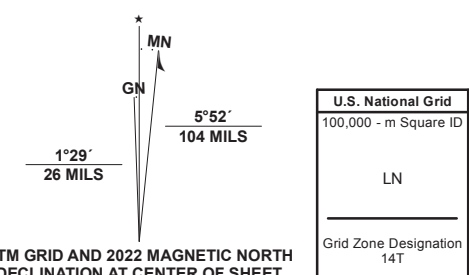 MN
GN
5°52´
104 MILS
1°29´
26 MILS
TM GRID AND 2022 MAGNETIC NORTH
DECLINATION AT CENTER OF SHEET
U.S. National Grid
100,000 - m Square ID
LN
Grid Zone Designation
14T